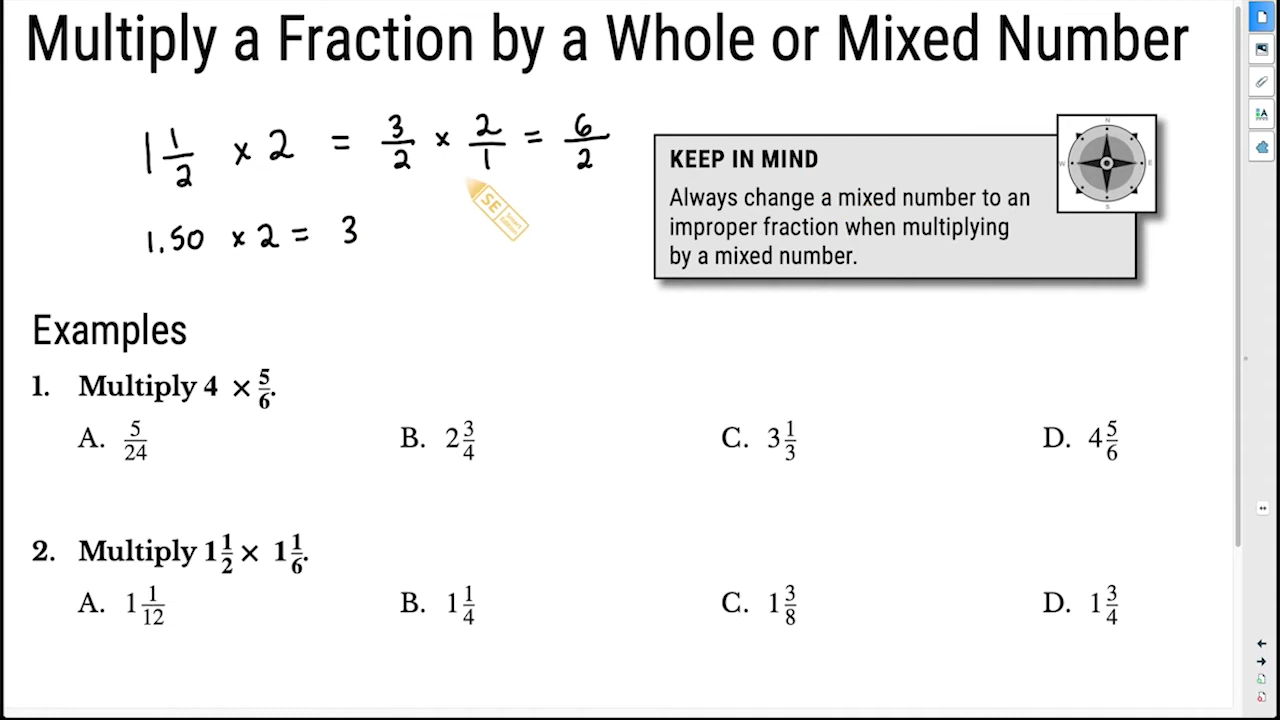 Multiply a Fraction by a Whole or Mixed Number
1 1/2 × 2 = 3/2 × 2/1 = 6/2
1.50 × 2 = 3
SE
KEEP IN MIND
Always change a mixed number to an
improper fraction when multiplying
by a mixed number.
N
W E
S
Examples
1. Multiply 4 × 5/6.
A. 5/24 B. 2 3/4 C. 3 1/3 D. 4 5/6
2. Multiply 1 1/2 × 1 1/6.
A. 1 1/12 B. 1 1/4 C. 1 3/8 D. 1 3/4